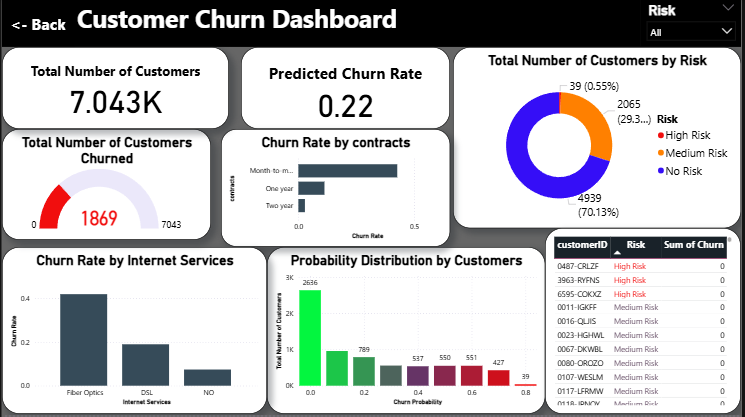 <- Back
Customer Churn Dashboard
Risk
All
Total Number of Customers
7.043K
Predicted Churn Rate
0.22
Total Number of Customers by Risk
39 (0.55%)
2065
(29.3...)
4939
(70.13%)
Risk
High Risk
Medium Risk
No Risk
Total Number of Customers
Churned
1869
0
7043
Churn Rate by contracts
contracts
Month-to-m...
One year
Two year
0.0
0.5
Churn Rate
Churn Rate by Internet Services
Churn Rate
0.4
0.2
0.0
Fiber Optics
DSL
NO
Internet Services
Probability Distribution by Customers
Total Number of Customers
3K
2K
1K
0K
2636
789
537
550
551
427
39
0.0
0.2
0.4
0.6
0.8
Churn Probability
customerID Risk Sum of Churn
0487-CRLZF High Risk 0
3963-RYFNS High Risk 0
6595-COKXZ High Risk 0
0011-IGKFF Medium Risk 0
0016-QLJIS Medium Risk 0
0023-HGHWL Medium Risk 0
0067-DKWBL Medium Risk 0
0080-OROZO Medium Risk 0
0107-WESLM Medium Risk 0
0117-LFRMW Medium Risk 0
0118-JPNOY Medium Risk 0